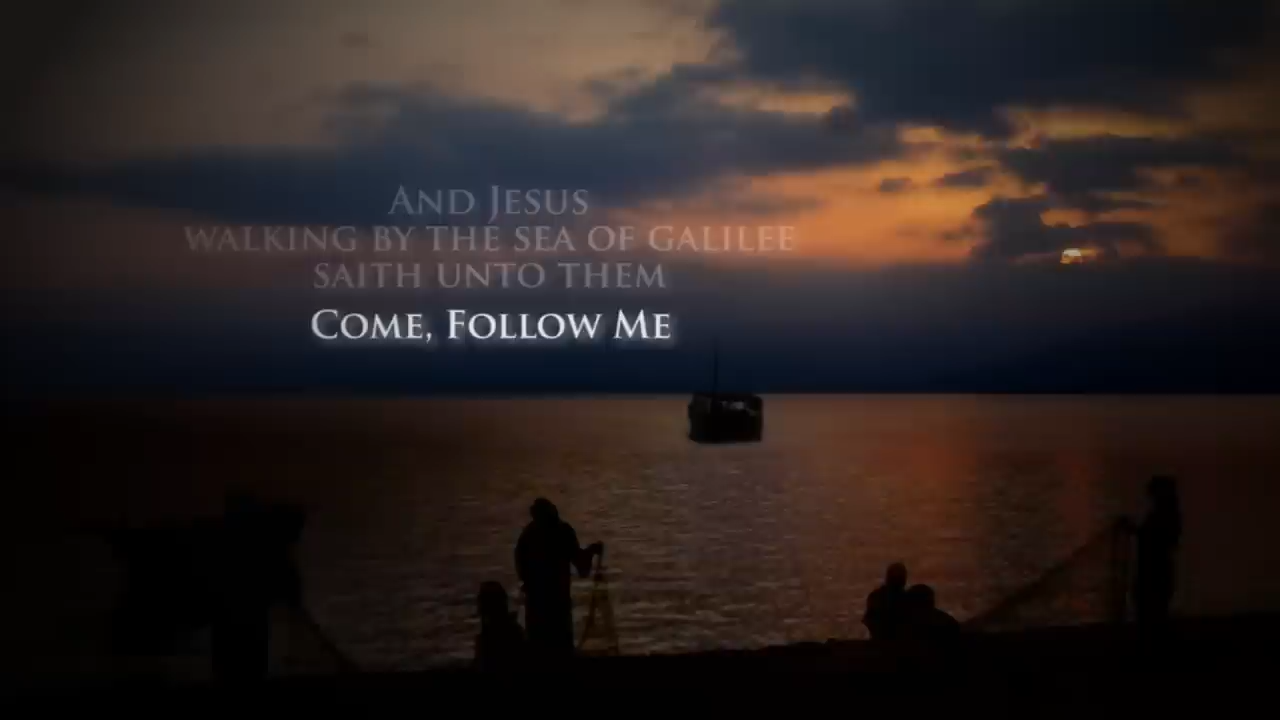 And Jesus
walking by the sea of Galilee
saith unto them
Come, Follow Me